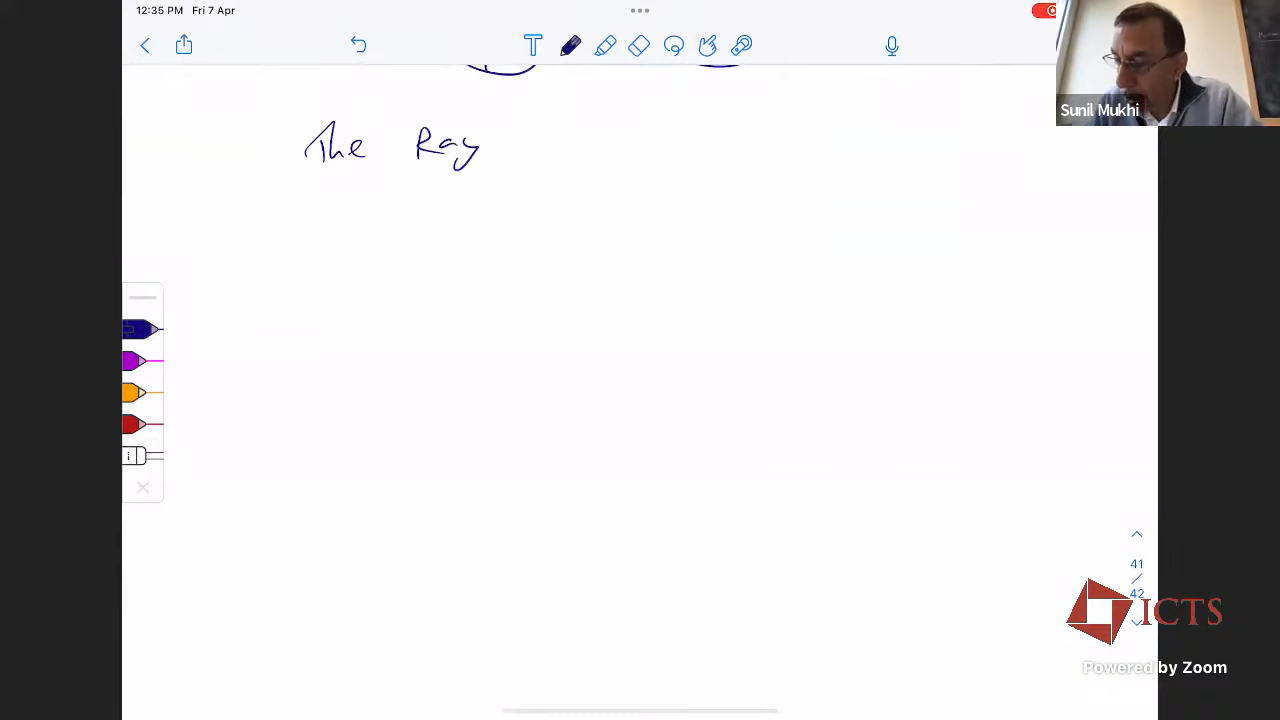 12:35 PM Fri 7 Apr
T
Sunil Mukhi
The Ray
i
41
/
42
ICTS
Powered by Zoom